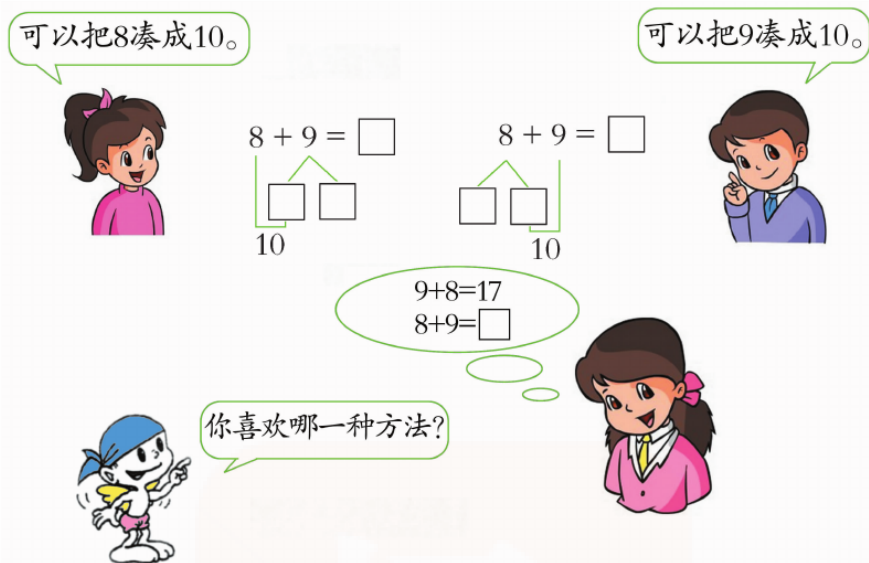 可以把8凑成10。
可以把9凑成10。
8 + 9 = □
□ □
10
8 + 9 = □
□ □
10
9+8=17
8+9=□
你喜欢哪一种方法?